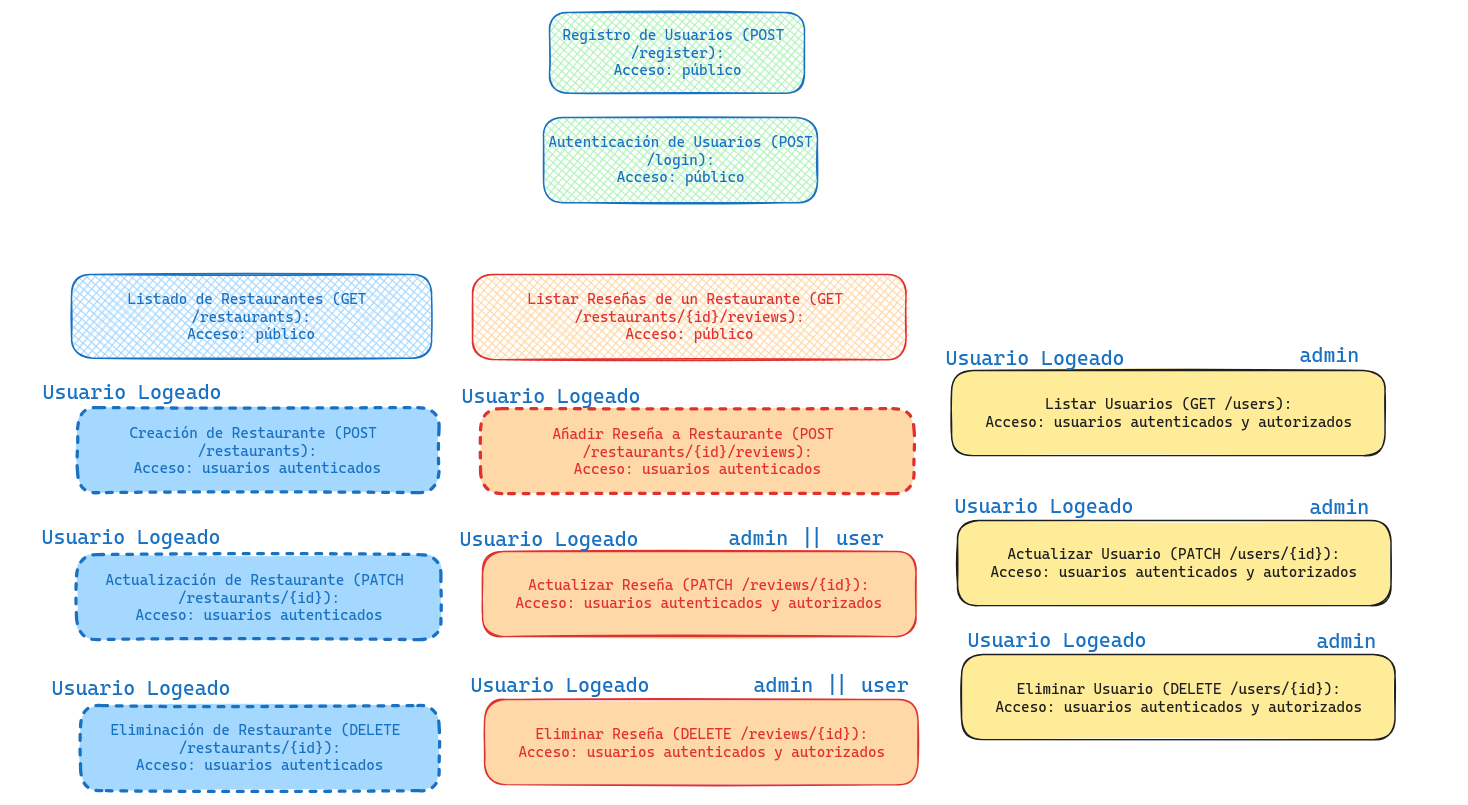 Registro de Usuarios (POST
/register):
Acceso: público
Autenticación de Usuarios (POST
/login):
Acceso: público
Listado de Restaurantes (GET
/restaurants):
Acceso: público
Usuario Logeado
Creación de Restaurante (POST
/restaurants):
Acceso: usuarios autenticados
Usuario Logeado
Actualización de Restaurante (PATCH
/restaurants/{id}):
Acceso: usuarios autenticados
Usuario Logeado
Eliminación de Restaurante (DELETE
/restaurants/{id}):
Acceso: usuarios autenticados
Listar Reseñas de un Restaurante (GET
/restaurants/{id}/reviews):
Acceso: público
Usuario Logeado
Añadir Reseña a Restaurante (POST
/restaurants/{id}/reviews):
Acceso: usuarios autenticados
Usuario Logeado admin || user
Actualizar Reseña (PATCH /reviews/{id}):
Acceso: usuarios autenticados y autorizados
Usuario Logeado admin || user
Eliminar Reseña (DELETE /reviews/{id}):
Acceso: usuarios autenticados y autorizados
Usuario Logeado admin
Listar Usuarios (GET /users):
Acceso: usuarios autenticados y autorizados
Usuario Logeado admin
Actualizar Usuario (PATCH /users/{id}):
Acceso: usuarios autenticados y autorizados
Usuario Logeado admin
Eliminar Usuario (DELETE /users/{id}):
Acceso: usuarios autenticados y autorizados